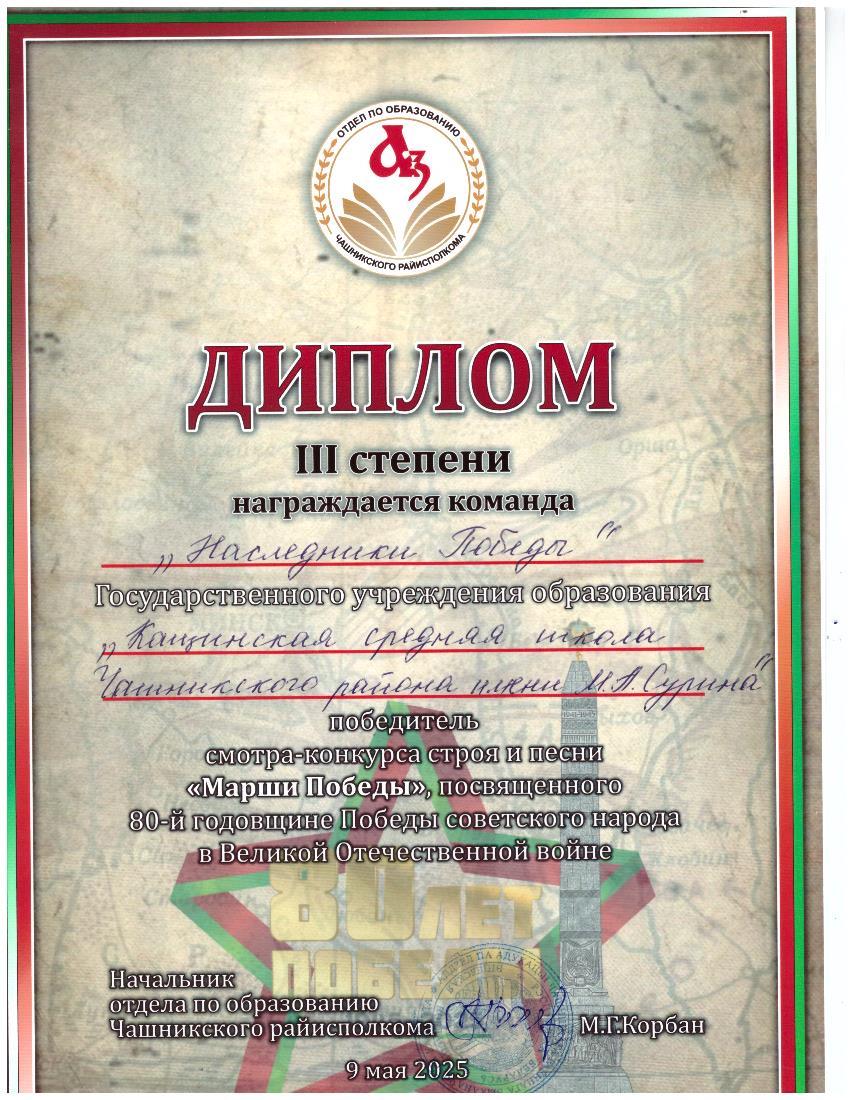 ОТДЕЛ ПО ОБРАЗОВАНИЮ
Аз
ЧАШНИКСКОГО РАЙИСПОЛКОМА
ДИПЛОМ
III степени
награждается команда
„Наследники Победы“
Государственного учреждения образования
„Кащинская средняя школа
Чашникского района имени М.А.Сурина“
победитель
смотра-конкурса строя и песни
«Марши Победы», посвященного
80-й годовщине Победы советского народа
в Великой Отечественной войне
80 ЛЕТ
Начальник
отдела по образованию
Чашникского райисполкома
М.Г.Корбан
9 мая 2025
Орша